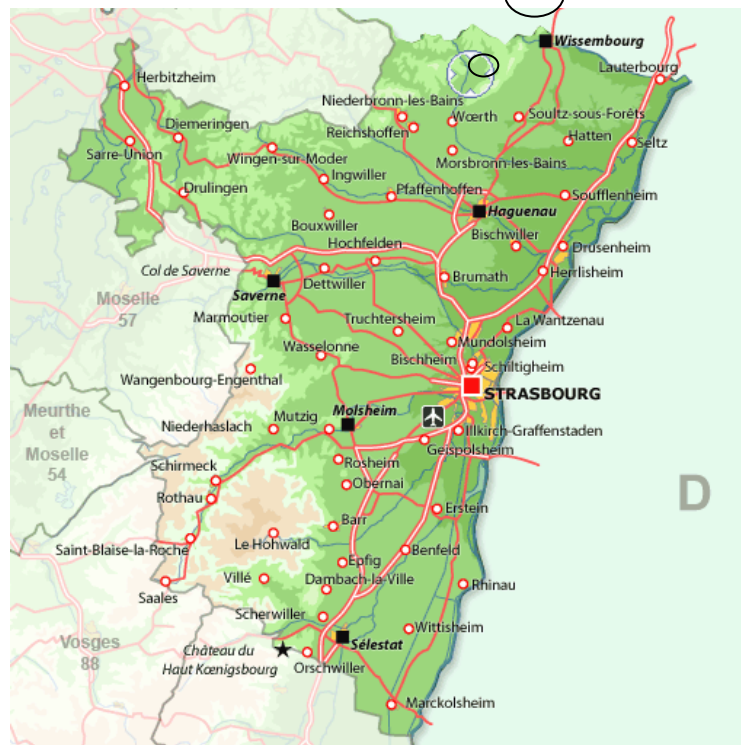 Wissembourg
Lauterbourg
Herbitzheim
Niederbronn-les-Bains
Wœrth
Soultz-sous-Forêts
Diemeringen
Reichshoffen
Hatten
Seltz
Sarre-Union
Wingen-sur-Moder
Morsbronn-les-Bains
Ingwiller
Drulingen
Pfaffenhoffen
Soufflenheim
Bouxwiller
Haguenau
Bischwiller
Hochfelden
Drusenheim
Col de Saverne
Dettwiller
Brumath
Herrlisheim
Saverne
Moselle
57
Marmoutier
Truchtersheim
La Wantzenau
Wasselonne
Mundolsheim
Bischheim
Schiltigheim
Wangenbourg-Engenthal
STRASBOURG
Meurthe
et
Moselle
54
Niederhaslach
Mutzig
Molsheim
Illkirch-Graffenstaden
Geispolsheim
Schirmeck
Rosheim
Rothau
Obernai
D
Erstein
Barr
Saint-Blaise-la-Roche
Le Hohwald
Benfeld
Epfig
Villé
Dambach-la-Ville
Saales
Rhinau
Scherwiller
Wittisheim
Vosges
88
Château du
Haut Kœnigsbourg
Sélestat
Orschwiller
Marckolsheim